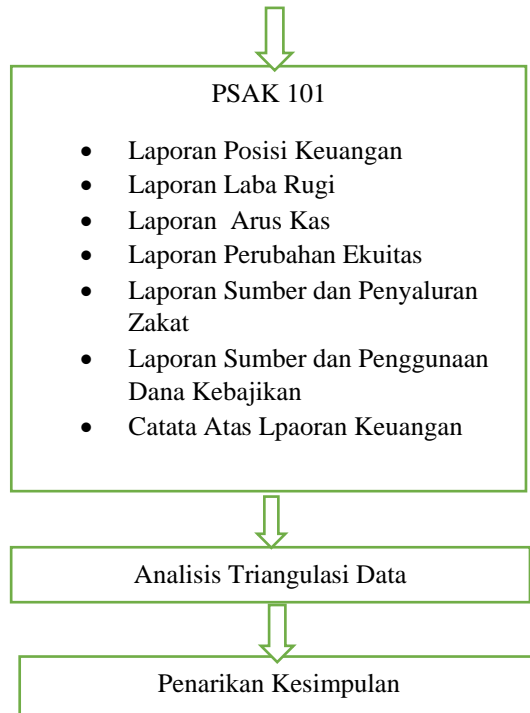 PSAK 101
• Laporan Posisi Keuangan
• Laporan Laba Rugi
• Laporan Arus Kas
• Laporan Perubahan Ekuitas
• Laporan Sumber dan Penyaluran
Zakat
• Laporan Sumber dan Penggunaan
Dana Kebajikan
• Catata Atas Lpaoran Keuangan
Analisis Triangulasi Data
Penarikan Kesimpulan